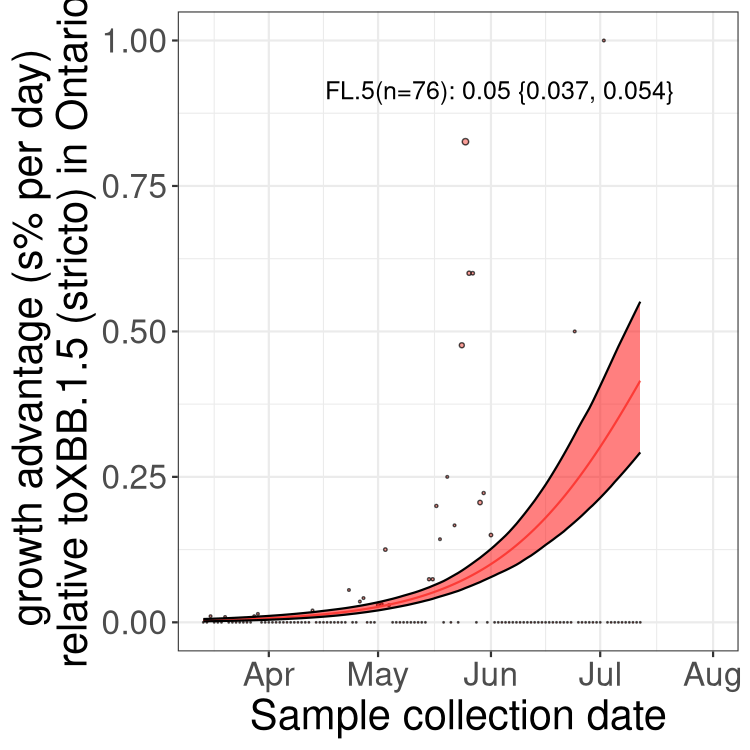 growth advantage (s% per day)
relative toXBB.1.5 (stricto) in Ontario
1.00
0.75
0.50
0.25
0.00
FL.5(n=76): 0.05 {0.037, 0.054}
Apr May Jun Jul Aug
Sample collection date